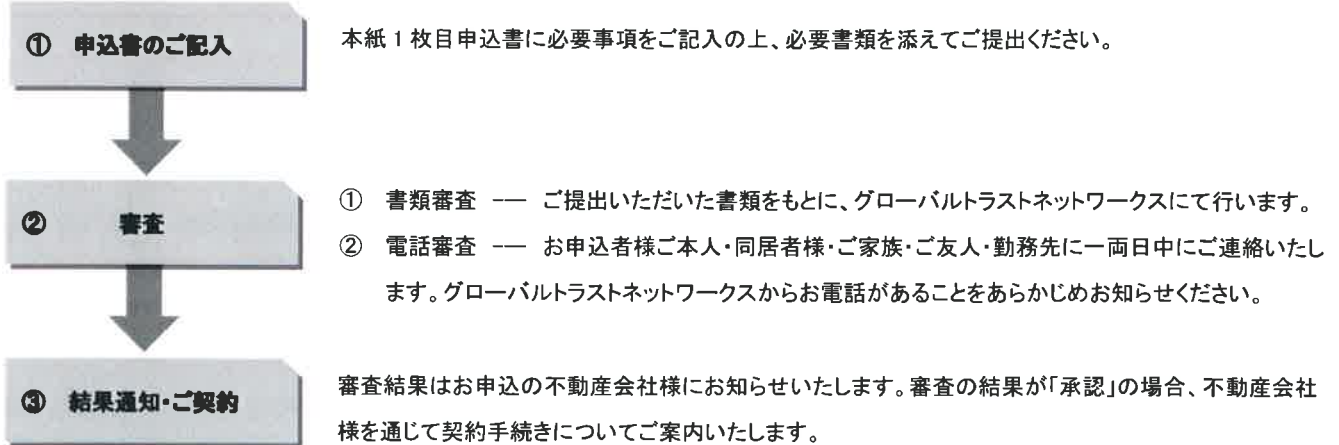 ① 申込書のご記入
本紙1枚目申込書に必要事項をご記入の上、必要書類を添えてご提出ください。
② 審査
① 書類審査 --- ご提出いただいた書類をもとに、グローバルトラストネットワークスにて行います。
② 電話審査 --- お申込者様ご本人・同居者様・ご家族・ご友人・勤務先に一両日中にご連絡いたし
ます。グローバルトラストネットワークスからお電話があることをあらかじめお知らせください。
③ 結果通知・ご契約
審査結果はお申込の不動産会社様にお知らせいたします。審査の結果が「承認」の場合、不動産会社
様を通じて契約手続きについてご案内いたします。